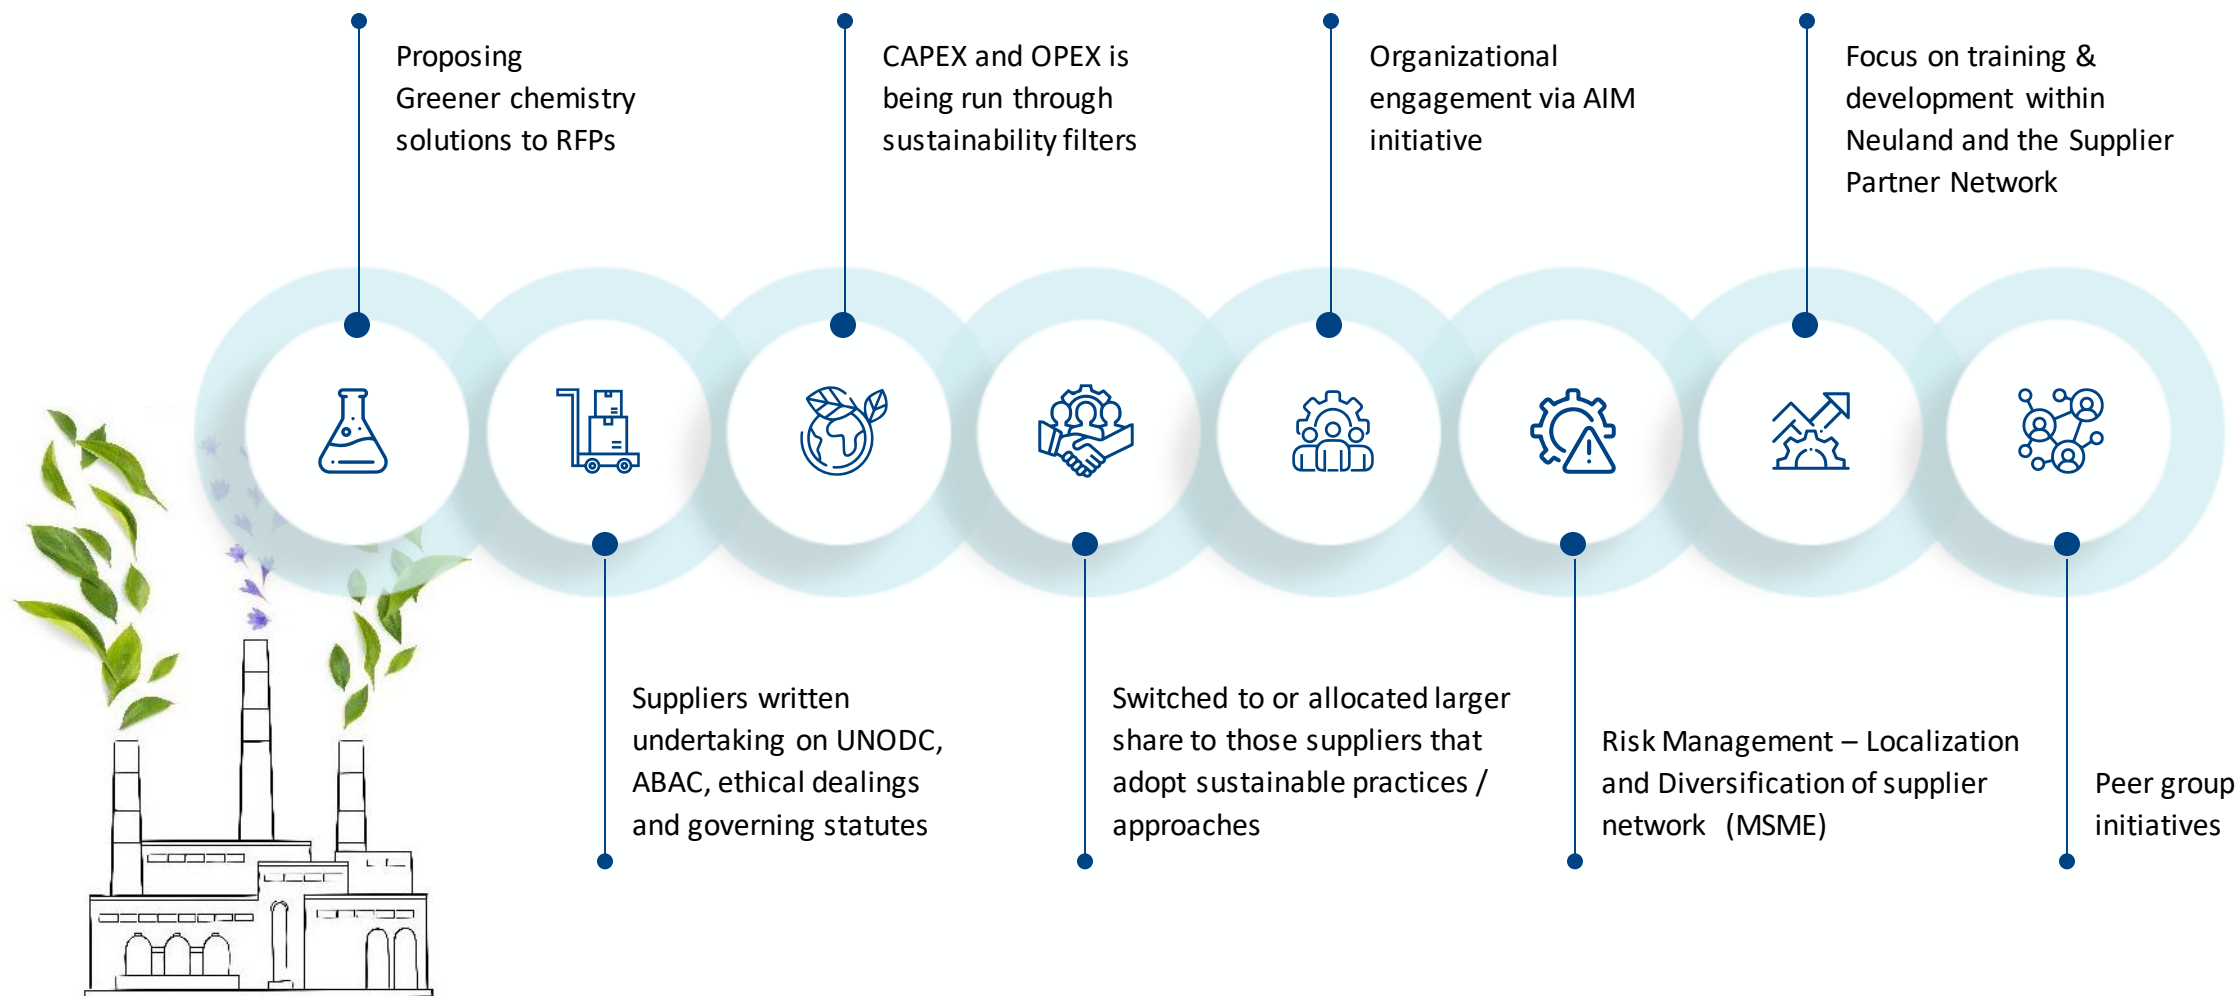 Proposing
Greener chemistry
solutions to RFPs
CAPEX and OPEX is
being run through
sustainability filters
Organizational
engagement via AIM
initiative
Focus on training &
development within
Neuland and the Supplier
Partner Network
Suppliers written
undertaking on UNODC,
ABAC, ethical dealings
and governing statutes
Switched to or allocated larger
share to those suppliers that
adopt sustainable practices /
approaches
Risk Management – Localization
and Diversification of supplier
network (MSME)
Peer group
initiatives